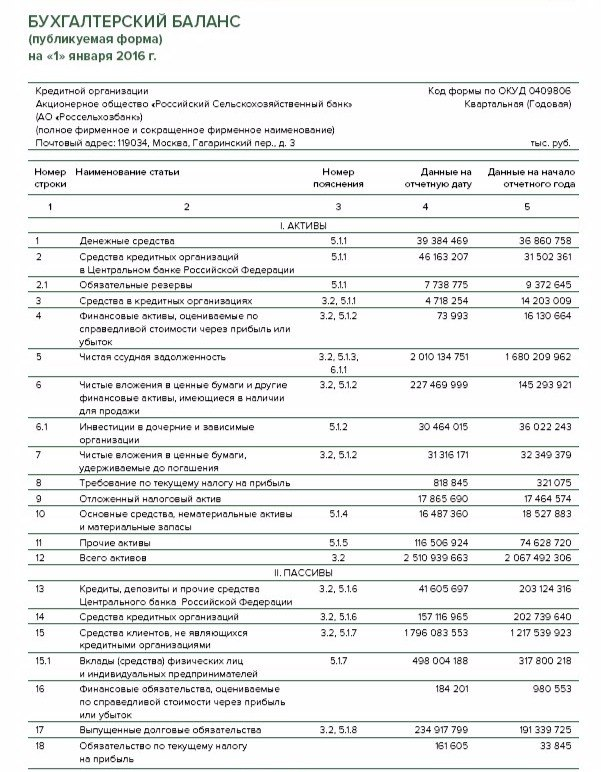 БУХГАЛТЕРСКИЙ БАЛАНС
(публикуемая форма)
на «1» января 2016 г.
Кредитной организации Код формы по ОКУД 0409806
Акционерное общество «Российский Сельскохозяйственный банк» Квартальная (Годовая)
(АО «Россельхозбанк»)
(полное фирменное и сокращенное фирменное наименование)
Почтовый адрес: 119034, Москва, Гагаринский пер., д. 3 тыс. руб.
Номер Наименование статьи Номер Данные на Данные на начало
строки пояснения отчетную дату отчетного года
1 2 3 4 5
I. АКТИВЫ
1 Денежные средства 5.1.1 39 384 469 36 860 758
2 Средства кредитных организаций 5.1.1 46 163 207 31 502 361
в Центральном банке Российской Федерации
2.1 Обязательные резервы 5.1.1 7 738 775 9 372 645
3 Средства в кредитных организациях 3.2, 5.1.1 4 718 254 14 203 009
4 Финансовые активы, оцениваемые по 3.2, 5.1.2 73 993 16 130 664
справедливой стоимости через прибыль или
убыток
5 Чистая ссудная задолженность 3.2, 5.1.3, 2 010 134 751 1 680 209 962
6.1.1
6 Чистые вложения в ценные бумаги и другие 3.2, 5.1.2 227 469 999 145 293 921
финансовые активы, имеющиеся в наличии
для продажи
6.1 Инвестиции в дочерние и зависимые 5.1.2 30 464 015 36 022 243
организации
7 Чистые вложения в ценные бумаги, 3.2, 5.1.2 31 316 171 32 349 379
удерживаемые до погашения
8 Требование по текущему налогу на прибыль 818 845 321 075
9 Отложенный налоговый актив 17 865 690 17 464 574
10 Основные средства, нематериальные активы 5.1.4 16 487 360 18 527 883
и материальные запасы
11 Прочие активы 5.1.5 116 506 924 74 628 720
12 Всего активов 3.2 2 510 939 663 2 067 492 306
II. ПАССИВЫ
13 Кредиты, депозиты и прочие средства 3.2, 5.1.6 41 605 697 203 124 316
Центрального банка Российской Федерации
14 Средства кредитных организаций 3.2, 5.1.6 157 116 965 202 739 640
15 Средства клиентов, не являющихся 3.2, 5.1.7 1 796 083 553 1 217 539 923
кредитными организациями
15.1 Вклады (средства) физических лиц 5.1.7 498 004 188 317 800 218
и индивидуальных предпринимателей
16 Финансовые обязательства, оцениваемые 184 201 980 553
по справедливой стоимости через прибыль
или убыток
17 Выпущенные долговые обязательства 3.2, 5.1.8 234 917 799 191 339 725
18 Обязательство по текущему налогу 161 605 33 845
на прибыль